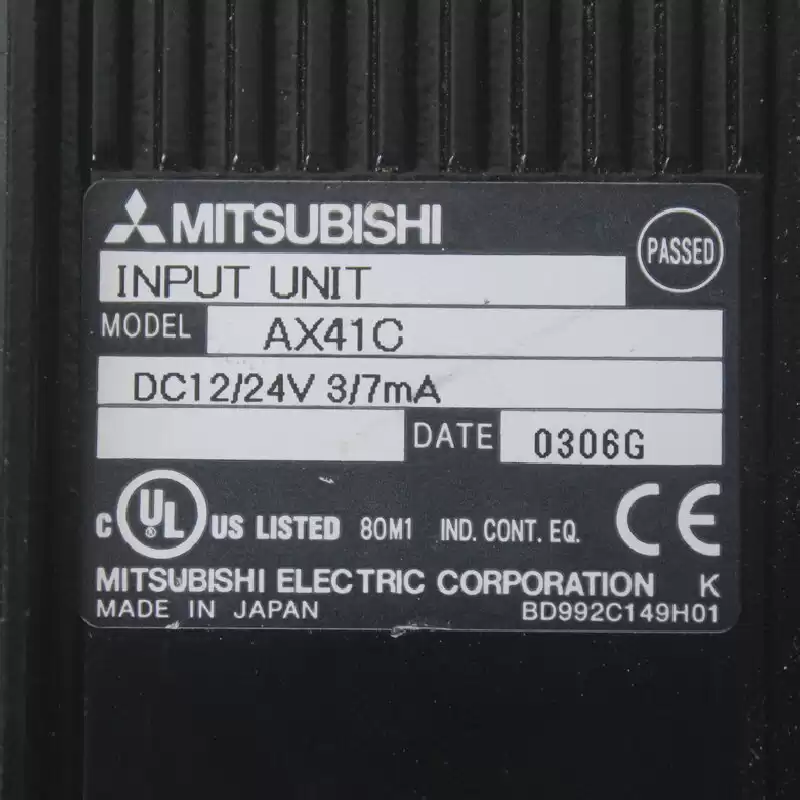 MITSUBISHI
PASSED
INPUT UNIT
MODEL AX41C
DC12/24V 3/7mA
DATE 0306G
C UL ® US LISTED 80M1 IND. CONT. EQ. CE
MITSUBISHI ELECTRIC CORPORATION K
MADE IN JAPAN BD992C149H01